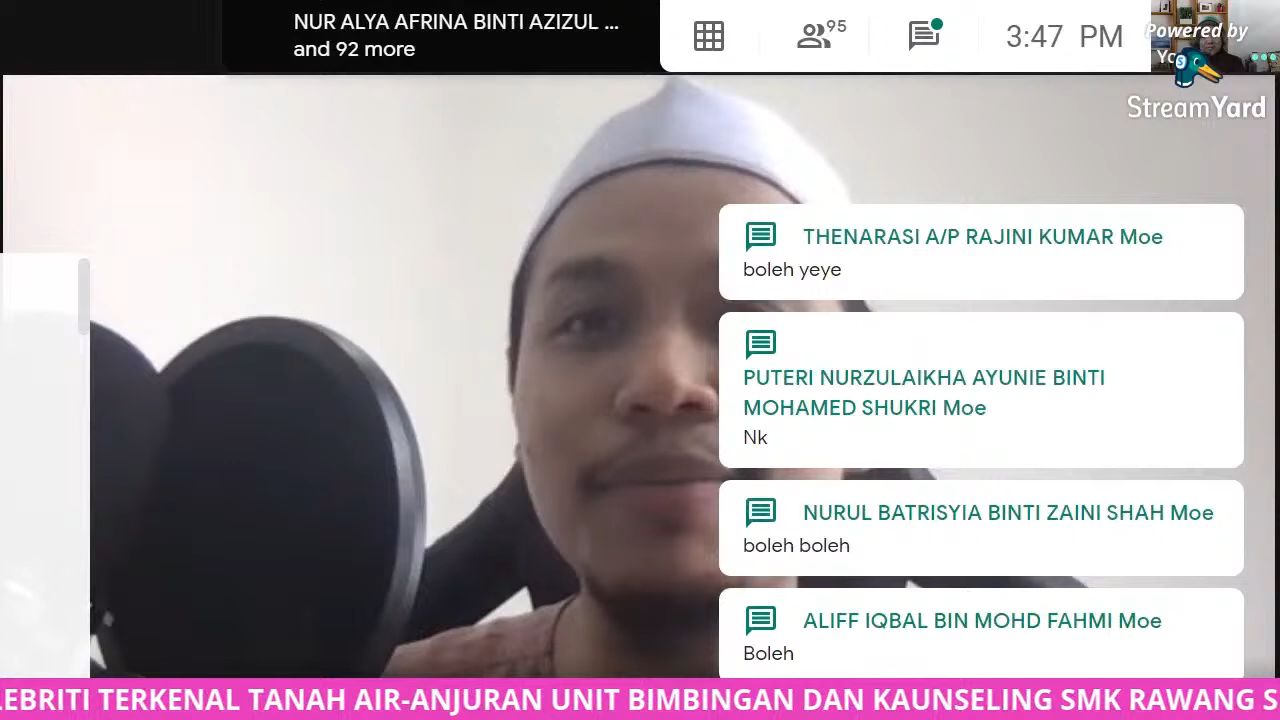 NUR ALYA AFRINA BINTI AZIZUL ...
and 92 more
95
3:47 PM
Powered by
StreamYard
THENARASI A/P RAJINI KUMAR Moe
boleh yeye
PUTERI NURZULAIKHA AYUNIE BINTI
MOHAMED SHUKRI Moe
Nk
NURUL BATRISYIA BINTI ZAINI SHAH Moe
boleh boleh
ALIFF IQBAL BIN MOHD FAHMI Moe
Boleh
LEBRITI TERKENAL TANAH AIR-ANJURAN UNIT BIMBINGAN DAN KAUNSELING SMK RAWANG S